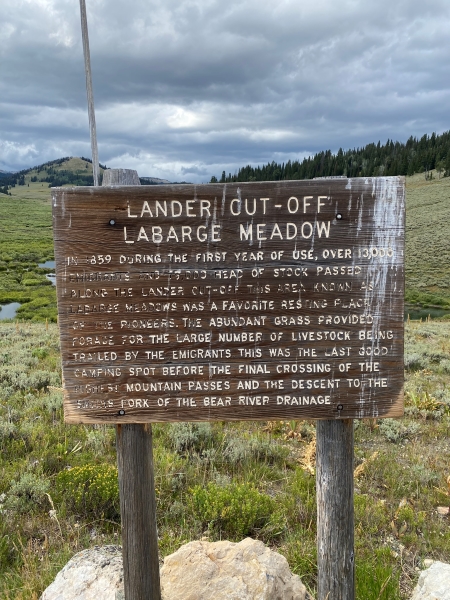 LANDER CUT-OFF
LABARGE MEADOW
IN 1859 DURING THE FIRST YEAR OF USE, OVER 13,000
EMIGRANTS AND HEAD OF STOCK PASSED
ALONG THE LANDER CUT-OFF THIS AREA KNOWN AS
LABARGE MEADOWS WAS A FAVORITE RESTING PLACE
OF THE PIONEERS. THE ABUNDANT GRASS PROVIDED
FORAGE FOR THE LARGE NUMBER OF LIVESTOCK BEING
TRAILED BY THE EMIGRANTS THIS WAS THE LAST GOOD
CAMPING SPOT BEFORE THE FINAL CROSSING OF THE
HIGHEST MOUNTAIN PASSES AND THE DESCENT TO THE
FORK OF THE BEAR RIVER DRAINAGE